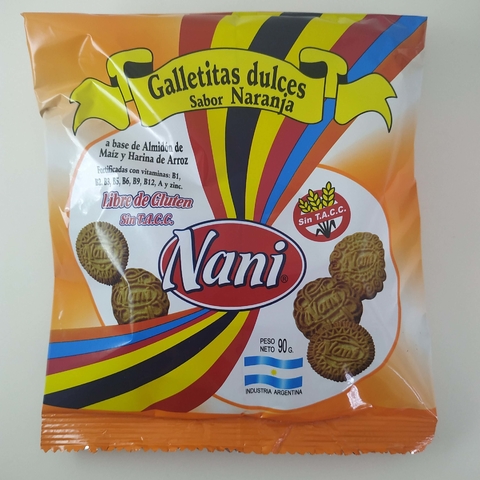 Galletitas dulces
Sabor Naranja
a base de Almidón de
Maíz y Harina de Arroz
Fortificadas con vitaminas: B1,
B2, B3, B5, B6, B9, B12, A y zinc.
Libre de Gluten
Sin T.A.C.C.
Sin T.A.C.C.
Nani®
PESO
NETO 90 G.
INDUSTRIA ARGENTINA